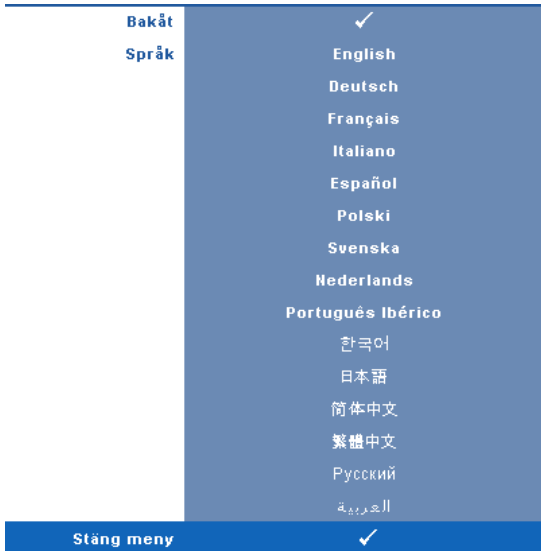 Bakåt ✓
Språk English
Deutsch
Français
Italiano
Español
Polski
Svenska
Nederlands
Português Ibérico
한국어
日本語
简体中文
繁體中文
Русский
العربية
Stäng meny ✓